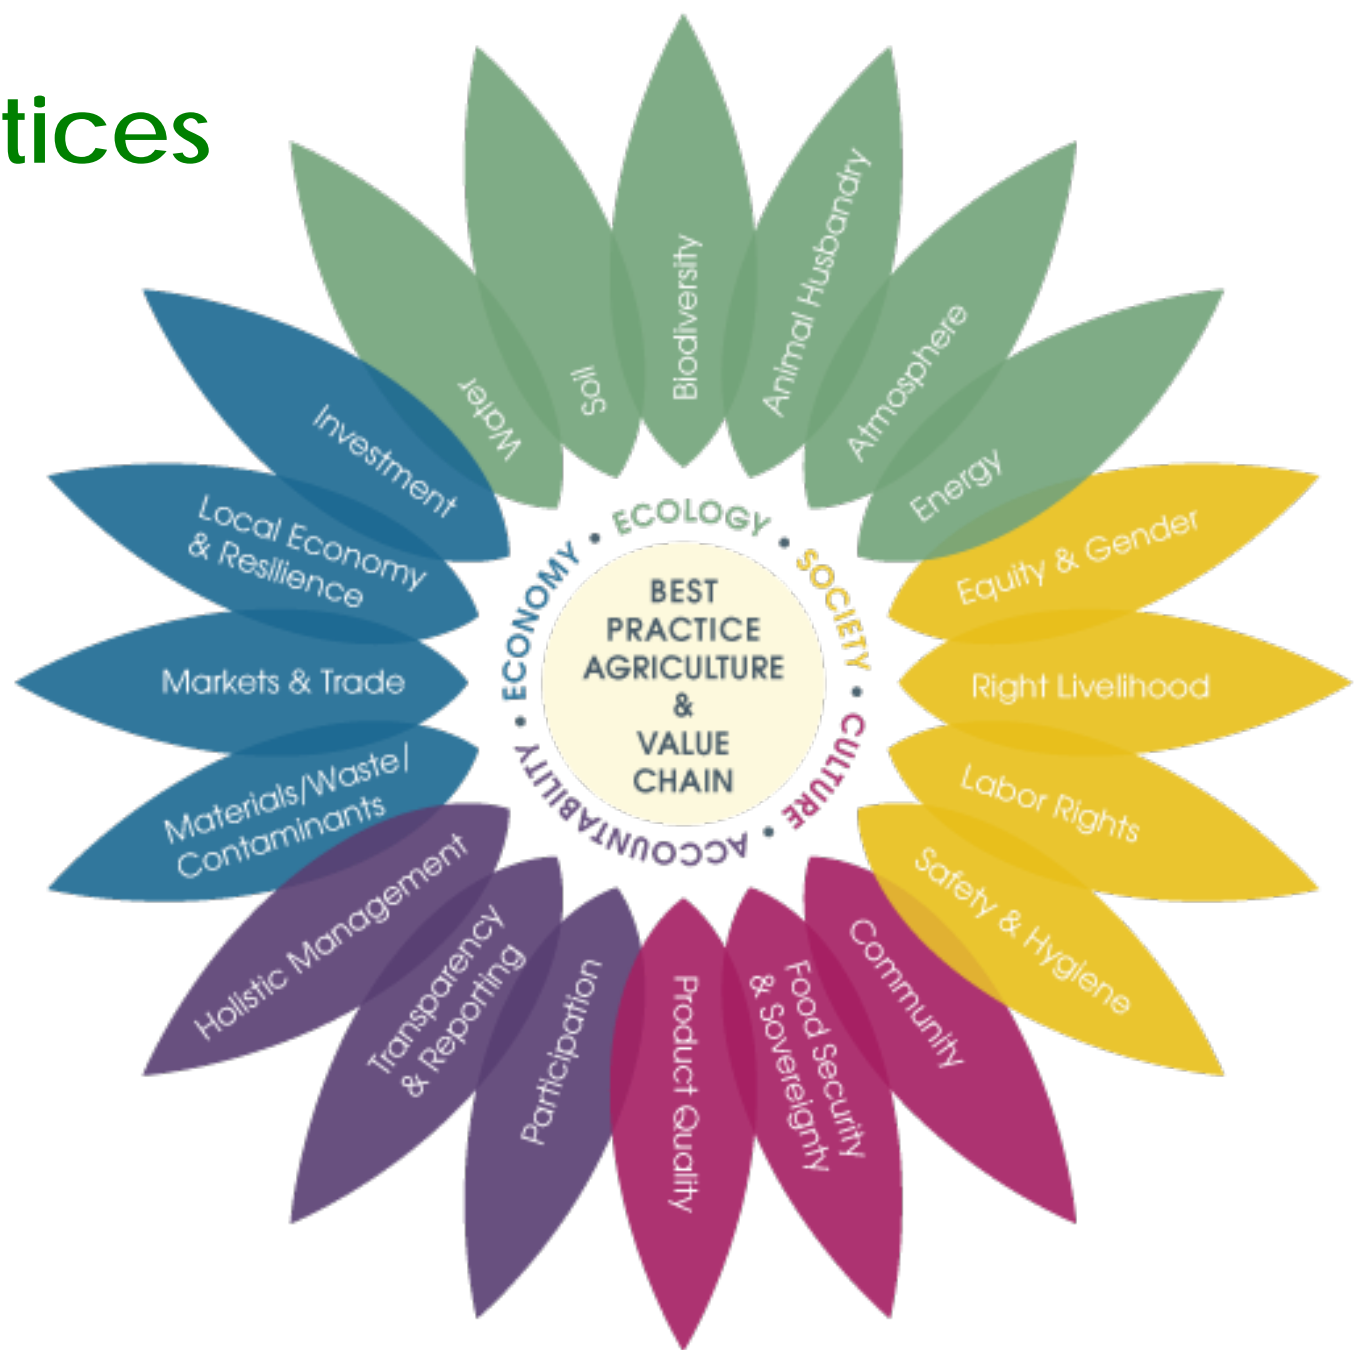 tices
Biodiversity
Animal Husbandry
Atmosphere
Energy
Equity & Gender
Right Livelihood
Labor Rights
Safety & Hygiene
Community
Food Security
& Sovereignty
Product Quality
Participation
Transparency
& Reporting
Holistic Management
Materials/Waste/
Contaminants
Markets & Trade
Local Economy
& Resilience
Investment
Water
Soil
ECOLOGY • SOCIETY • CULTURE • ACCOUNTABILITY • ECONOMY •
BEST
PRACTICE
AGRICULTURE
&
VALUE
CHAIN